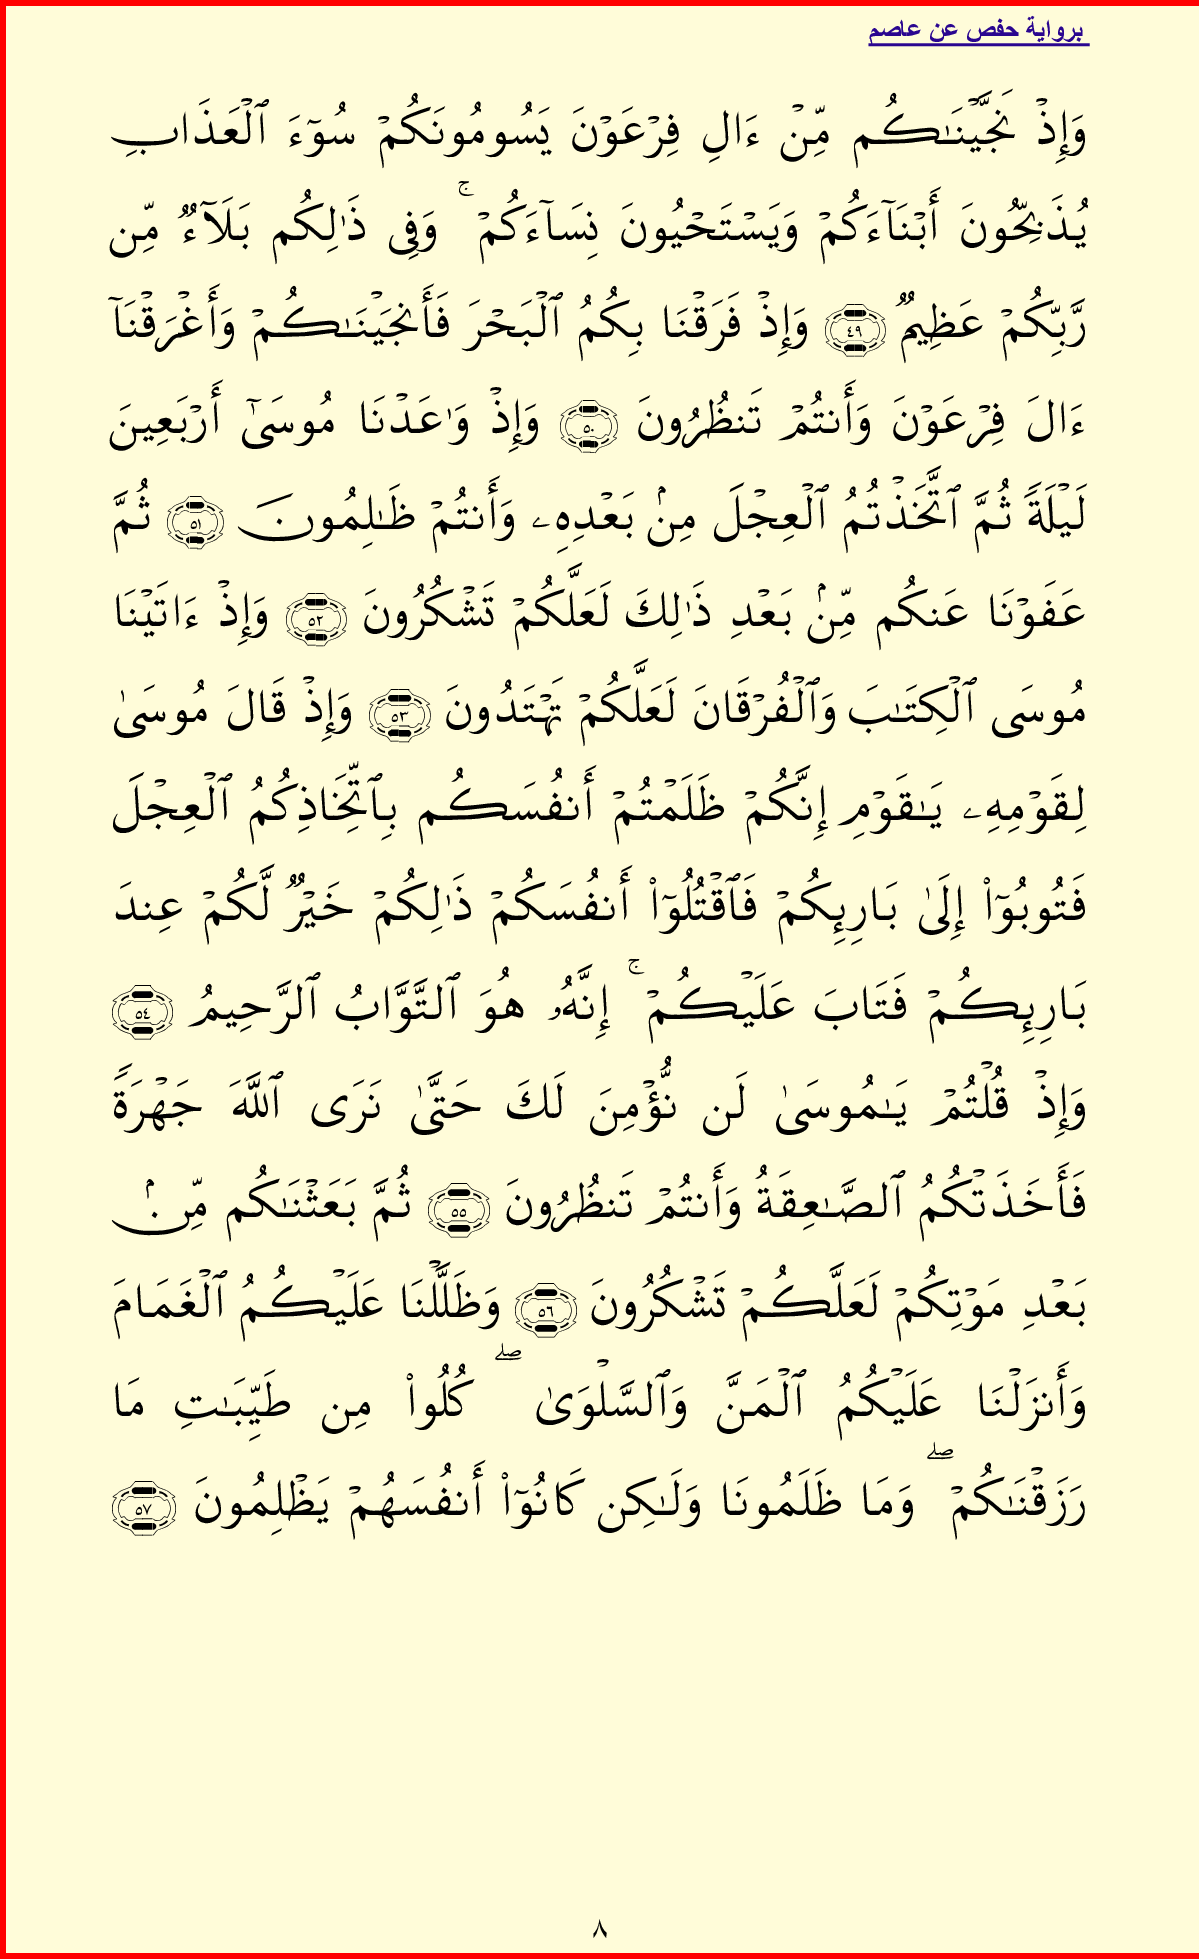 برواية حفص عن عاصم
وَإِذْ نَجَّيْنَـٰكُم مِّنْ ءَالِ فِرْعَوْنَ يَسُومُونَكُمْ سُوٓءَ ٱلْعَذَابِ
يُذَبِّحُونَ أَبْنَآءَكُمْ وَيَسْتَحْيُونَ نِسَآءَكُمْ ۚ وَفِى ذَٰلِكُم بَلَآءٌ مِّن
رَّبِّكُمْ عَظِيمٌ ٤٩ وَإِذْ فَرَقْنَا بِكُمُ ٱلْبَحْرَ فَأَنجَيْنَـٰكُمْ وَأَغْرَقْنَآ
ءَالَ فِرْعَوْنَ وَأَنتُمْ تَنظُرُونَ ٥٠ وَإِذْ وَٰعَدْنَا مُوسَىٰٓ أَرْبَعِينَ
لَيْلَةً ثُمَّ ٱتَّخَذْتُمُ ٱلْعِجْلَ مِنۢ بَعْدِهِۦ وَأَنتُمْ ظَـٰلِمُونَ ٥١ ثُمَّ
عَفَوْنَا عَنكُم مِّنۢ بَعْدِ ذَٰلِكَ لَعَلَّكُمْ تَشْكُرُونَ ٥٢ وَإِذْ ءَاتَيْنَا
مُوسَى ٱلْكِتَـٰبَ وَٱلْفُرْقَانَ لَعَلَّكُمْ تَهْتَدُونَ ٥٣ وَإِذْ قَالَ مُوسَىٰ
لِقَوْمِهِۦ يَـٰقَوْمِ إِنَّكُمْ ظَلَمْتُمْ أَنفُسَكُم بِٱتِّخَاذِكُمُ ٱلْعِجْلَ
فَتُوبُوٓا۟ إِلَىٰ بَارِئِكُمْ فَٱقْتُلُوٓا۟ أَنفُسَكُمْ ذَٰلِكُمْ خَيْرٌ لَّكُمْ عِندَ
بَارِئِكُمْ فَتَابَ عَلَيْكُمْ ۚ إِنَّهُۥ هُوَ ٱلتَّوَّابُ ٱلرَّحِيمُ ٥٤
وَإِذْ قُلْتُمْ يَـٰمُوسَىٰ لَن نُّؤْمِنَ لَكَ حَتَّىٰ نَرَى ٱللَّهَ جَهْرَةً
فَأَخَذَتْكُمُ ٱلصَّـٰعِقَةُ وَأَنتُمْ تَنظُرُونَ ٥٥ ثُمَّ بَعَثْنَـٰكُم مِّنۢ
بَعْدِ مَوْتِكُمْ لَعَلَّكُمْ تَشْكُرُونَ ٥٦ وَظَلَّلْنَا عَلَيْكُمُ ٱلْغَمَامَ
وَأَنزَلْنَا عَلَيْكُمُ ٱلْمَنَّ وَٱلسَّلْوَىٰ ۖ كُلُوا۟ مِن طَيِّبَـٰتِ مَا
رَزَقْنَـٰكُمْ ۖ وَمَا ظَلَمُونَا وَلَـٰكِن كَانُوٓا۟ أَنفُسَهُمْ يَظْلِمُونَ ٥٧
٨